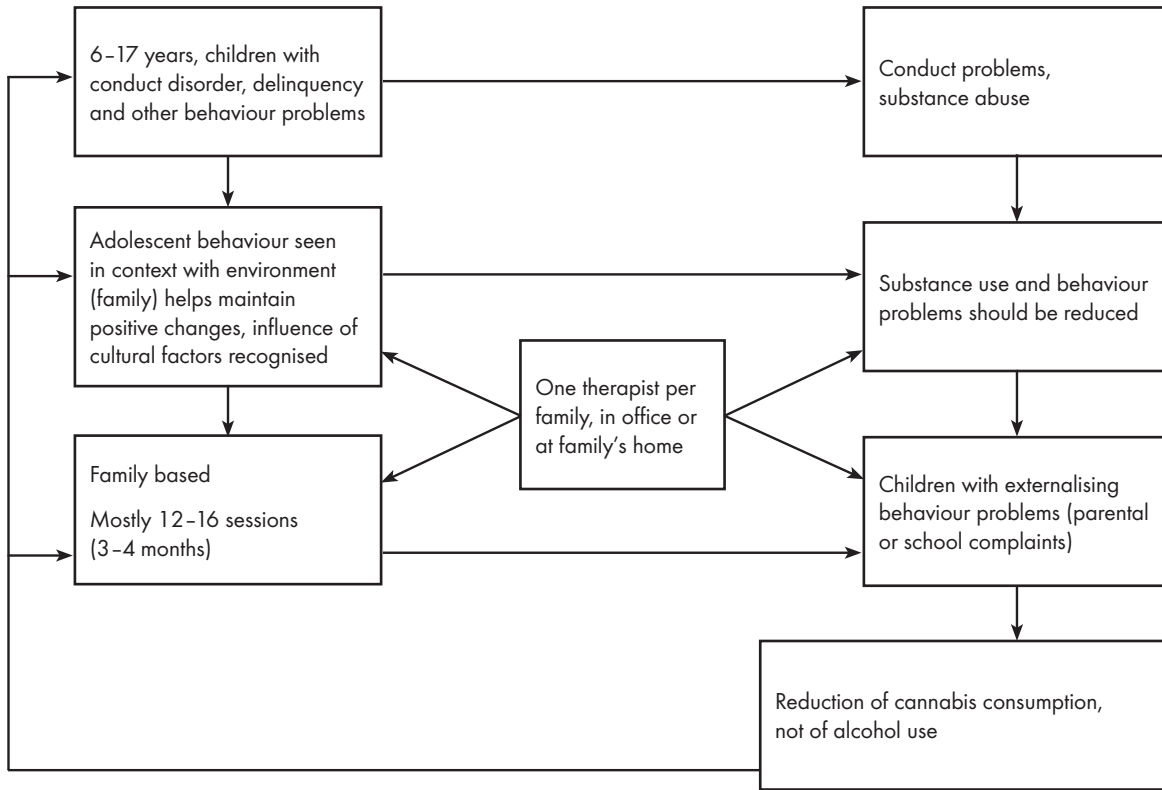 6–17 years, children with
conduct disorder, delinquency
and other behaviour problems
Conduct problems,
substance abuse
Adolescent behaviour seen
in context with environment
(family) helps maintain
positive changes, influence of
cultural factors recognised
Substance use and behaviour
problems should be reduced
One therapist per
family, in office or
at family’s home
Family based
Mostly 12–16 sessions
(3–4 months)
Children with externalising
behaviour problems (parental
or school complaints)
Reduction of cannabis consumption,
not of alcohol use